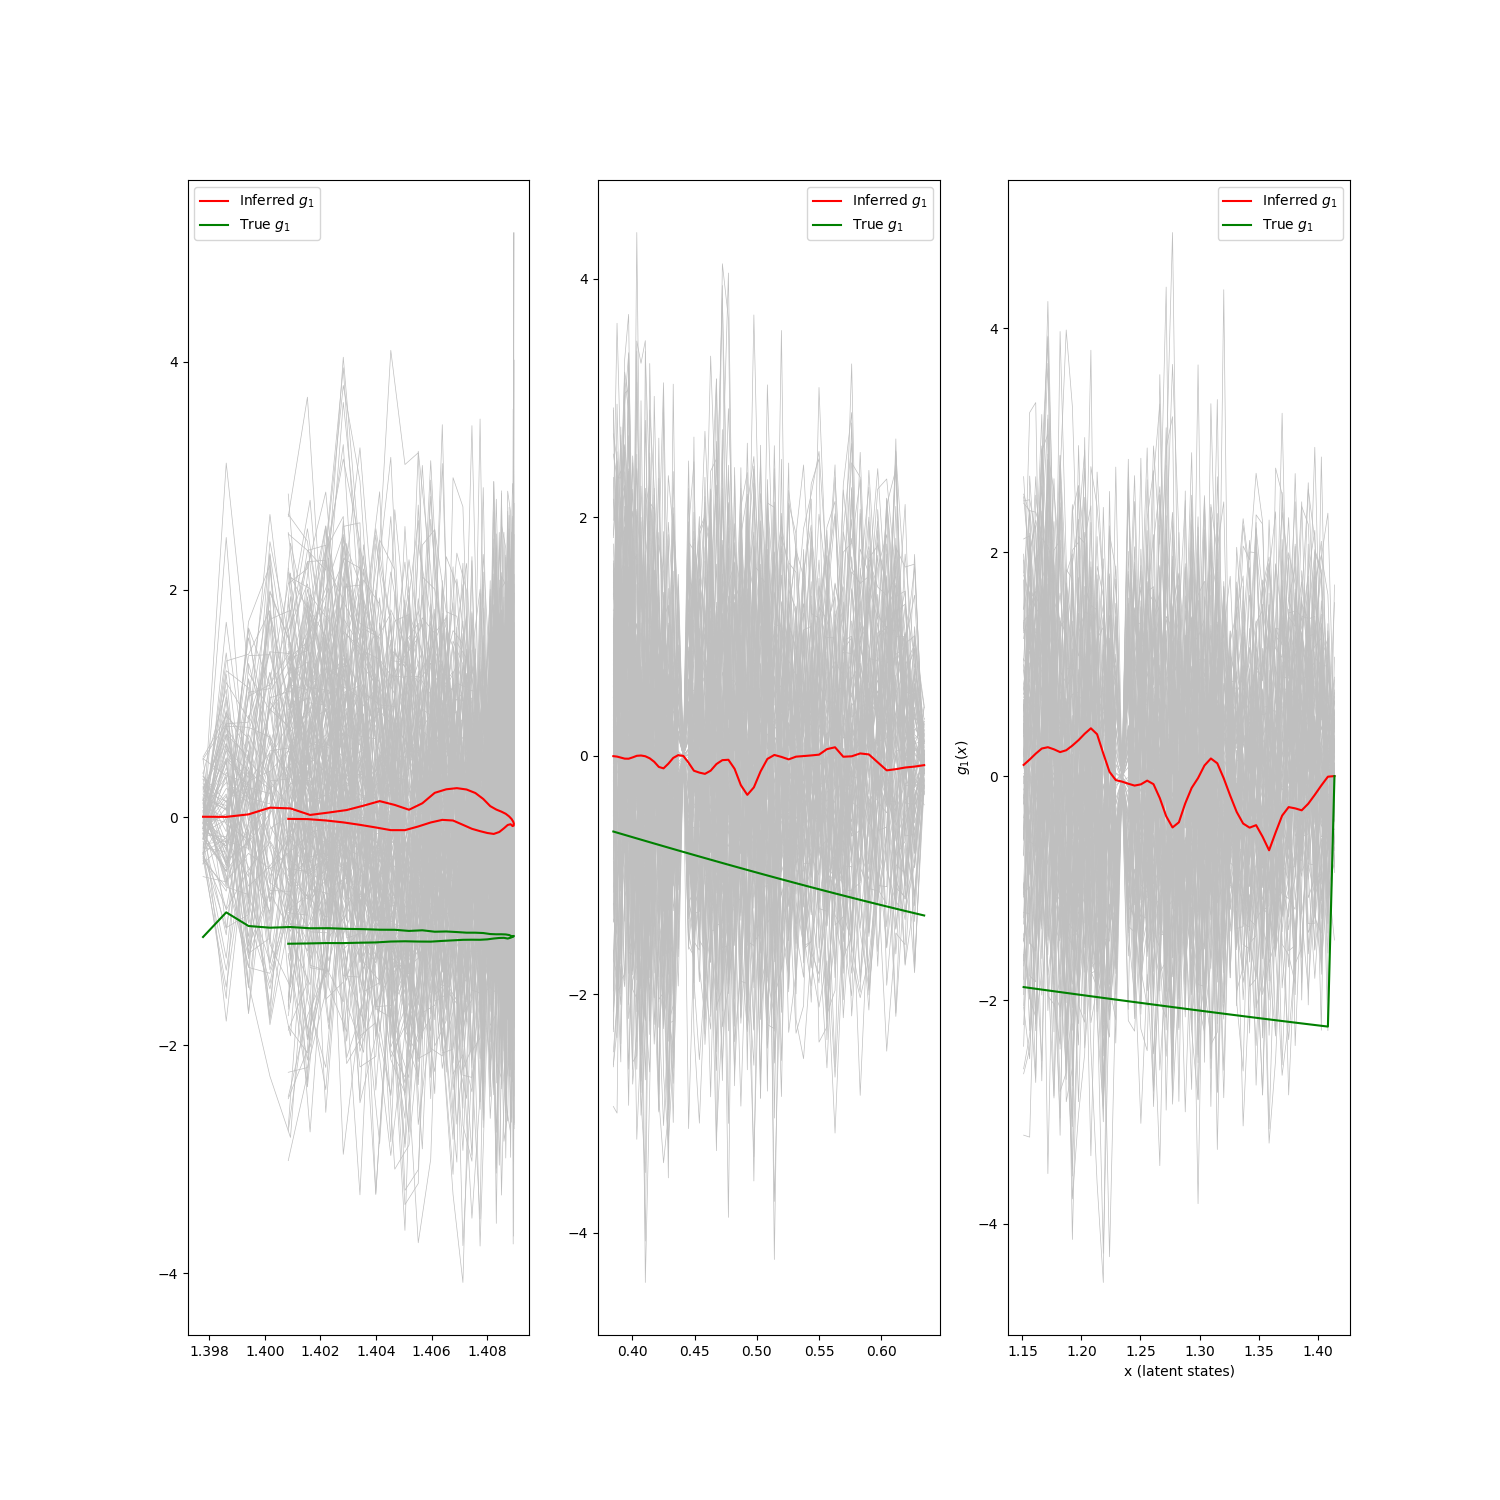 Inferred g₁
True g₁
4
2
0
−2
−4
1.398 1.400 1.402 1.404 1.406 1.408
Inferred g₁
True g₁
4
2
0
−2
−4
0.40 0.45 0.50 0.55 0.60
Inferred g₁
True g₁
g₁(x)
4
2
0
−2
−4
1.15 1.20 1.25 1.30 1.35 1.40
x (latent states)